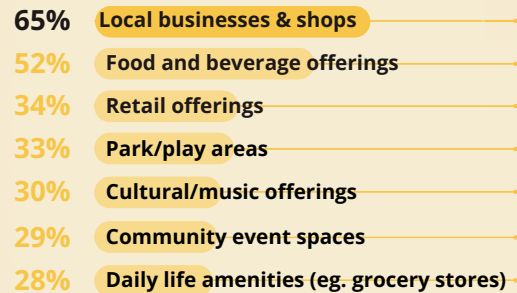 65% Local businesses & shops
52% Food and beverage offerings
34% Retail offerings
33% Park/play areas
30% Cultural/music offerings
29% Community event spaces
28% Daily life amenities (eg. grocery stores)